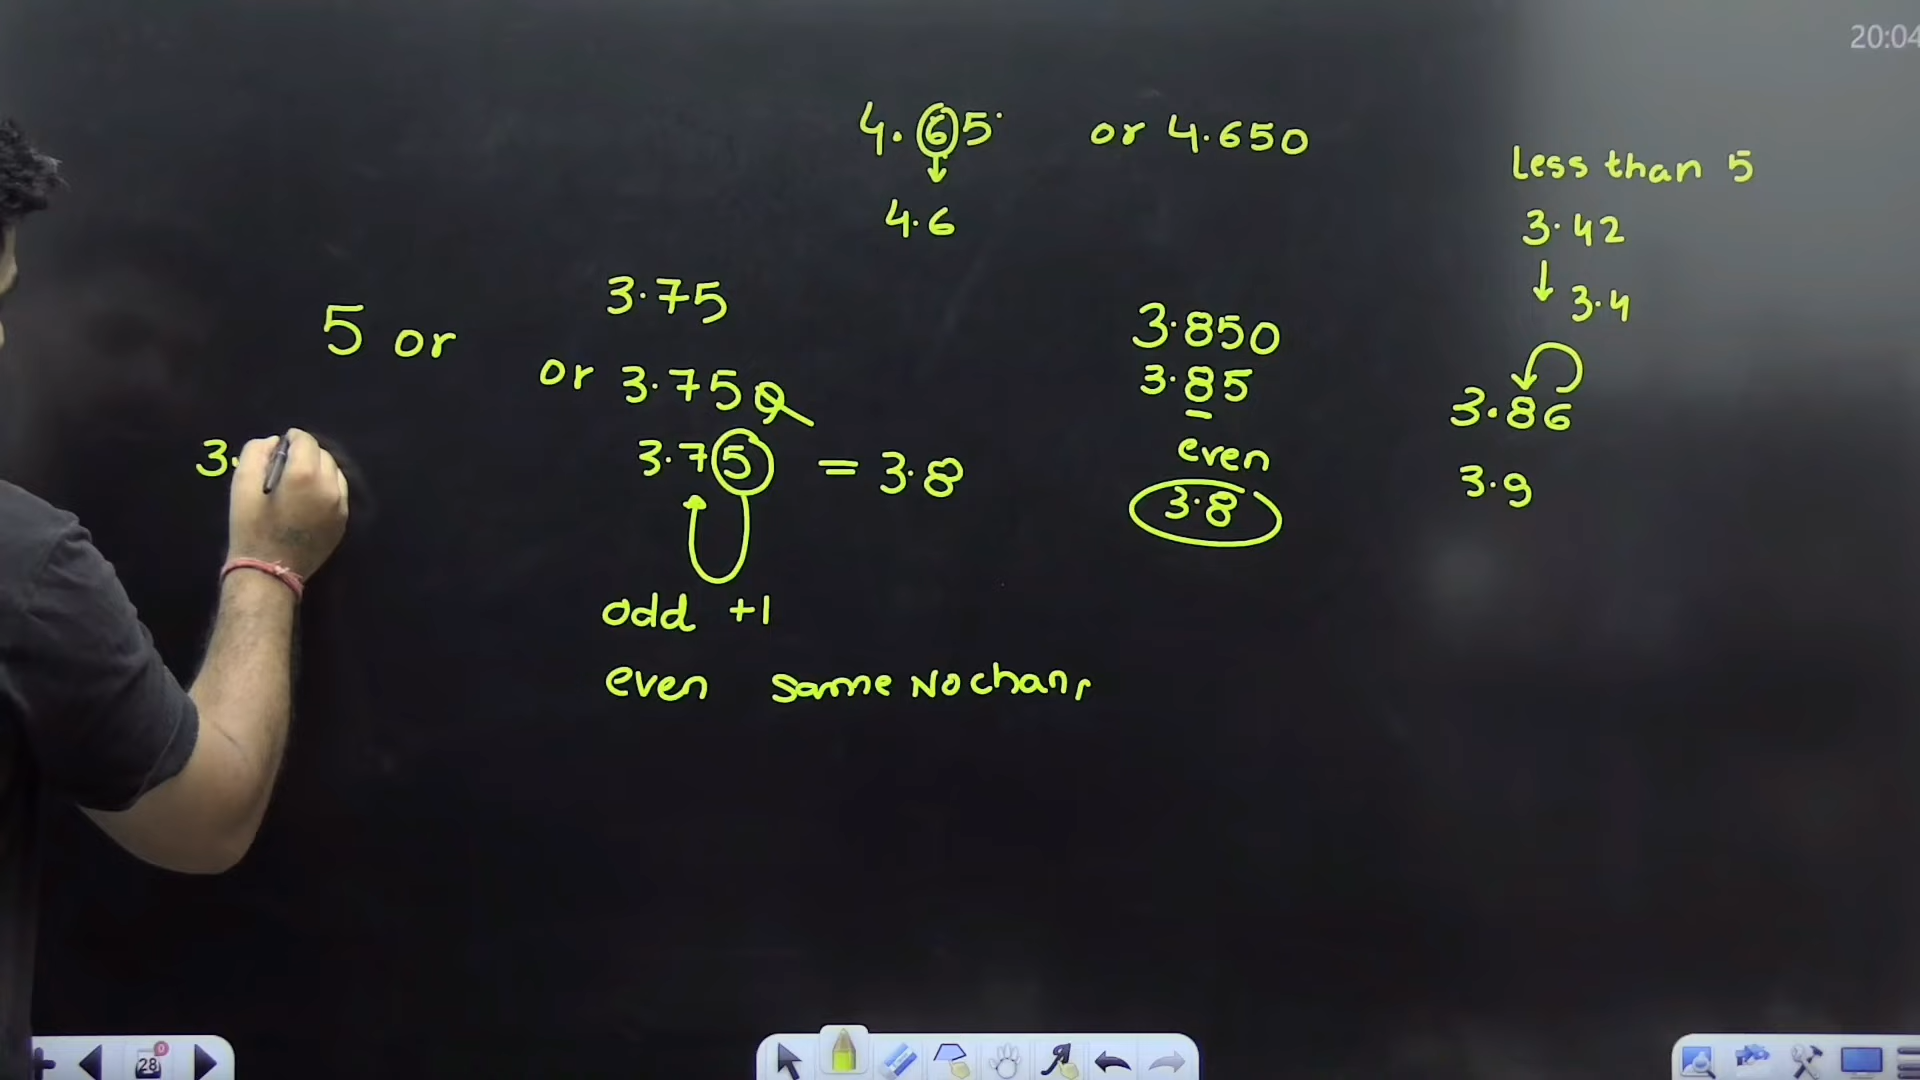 20:04
4.65 or 4.650
4.6
less than 5
3.42
3.4
3.75
5 or
or 3.750
3.75 = 3.8
odd +1
even same No chan
3.850
3.85
even
3.8
3.86
3.9
3.
28
0